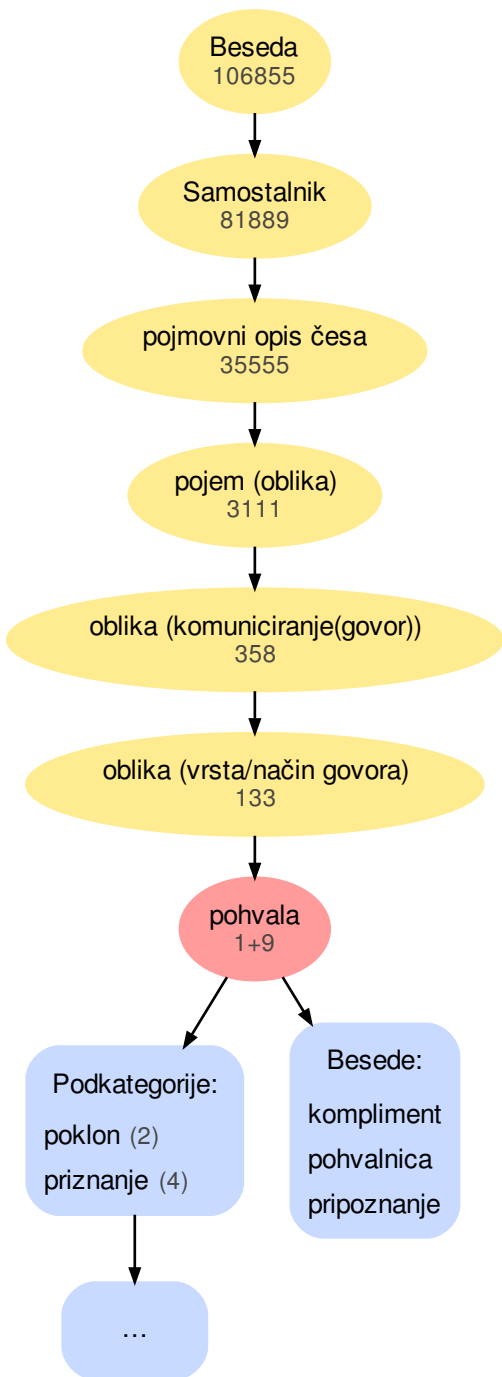 Beseda
106855
Samostalnik
81889
pojmovni opis česa
35555
pojem (oblika)
3111
oblika (komuniciranje(govor))
358
oblika (vrsta/način govora)
133
pohvala
1+9
Podkategorije:
poklon (2)
priznanje (4)
Besede:
kompliment
pohvalnica
pripoznanje
...